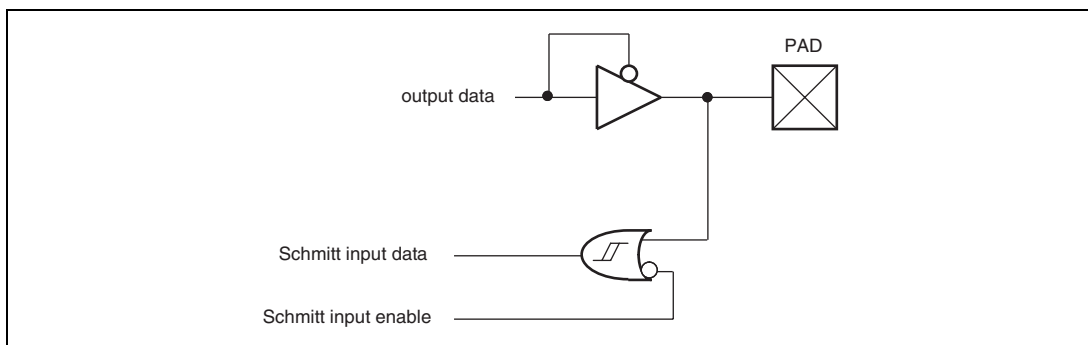 PAD
output data
Schmitt input data
Schmitt input enable